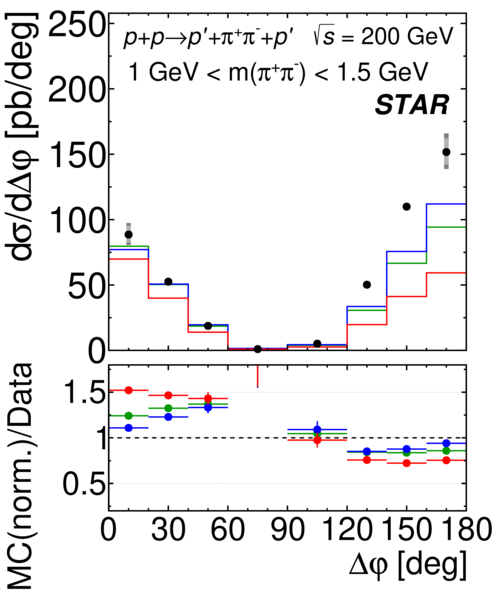 p+p→p′+π⁺π⁻+p′ √s = 200 GeV
1 GeV < m(π⁺π⁻) < 1.5 GeV
STAR
dσ/dΔφ [pb/deg]
250
200
150
100
50
0
MC(norm.)/Data
1.5
1
0.5
0 30 60 90 120 150 180
Δφ [deg]